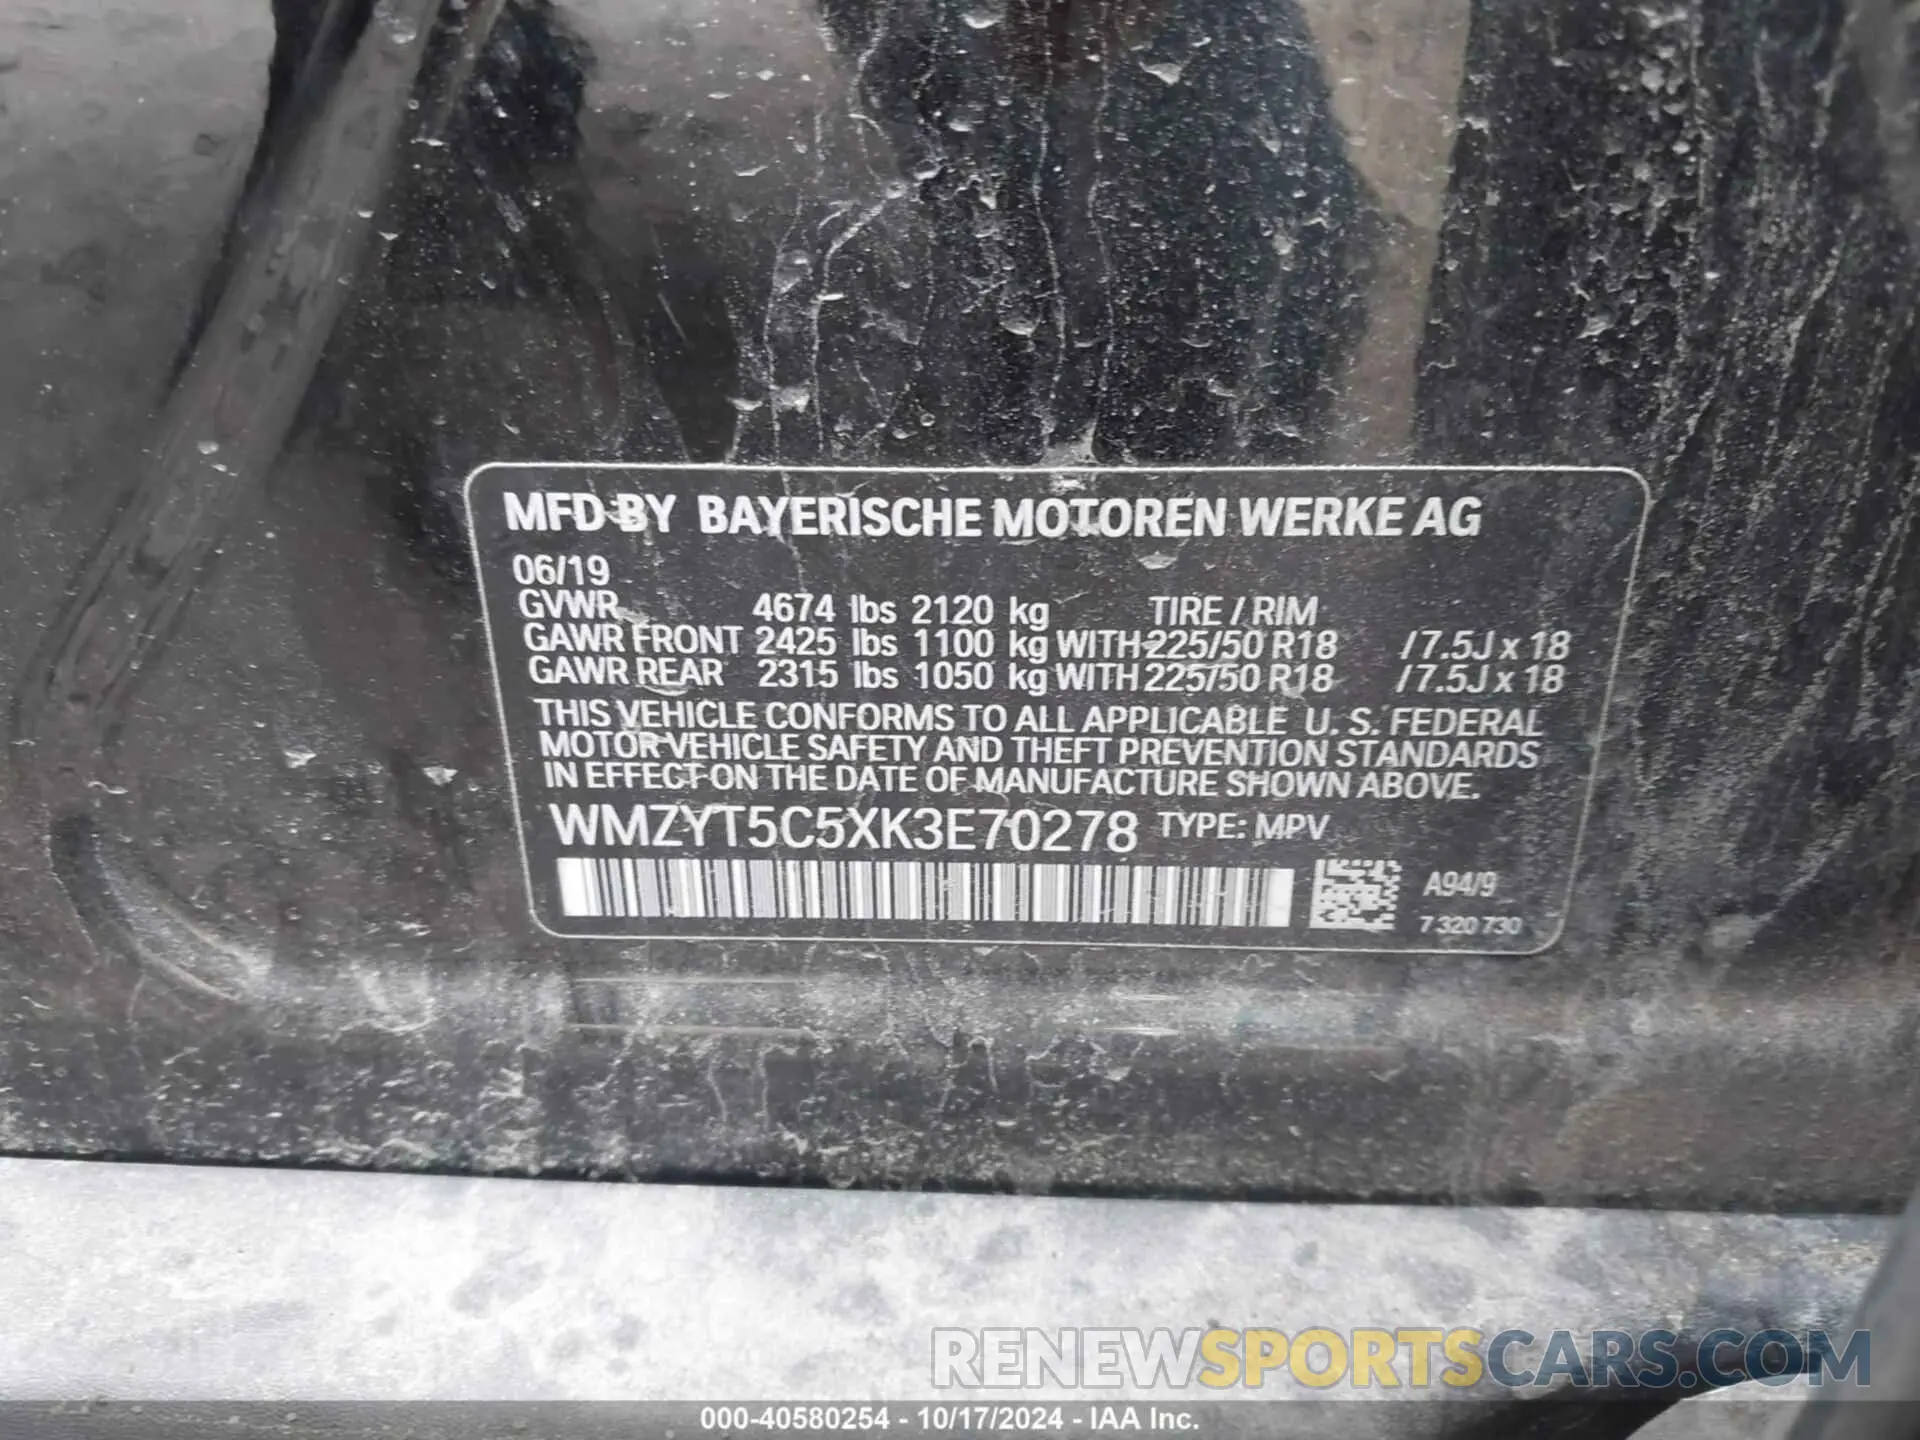 MFD BY BAYERISCHE MOTOREN WERKE AG
06/19
GVWR 4674 lbs 2120 kg TIRE / RIM
GAWR FRONT 2425 lbs 1100 kg WITH 225/50 R18 / 7.5J x 18
GAWR REAR 2315 lbs 1050 kg WITH 225/50 R18 / 7.5J x 18
THIS VEHICLE CONFORMS TO ALL APPLICABLE U. S. FEDERAL
MOTOR VEHICLE SAFETY AND THEFT PREVENTION STANDARDS
IN EFFECT ON THE DATE OF MANUFACTURE SHOWN ABOVE.
WMZYT5C5XK3E70278 TYPE: MPV
A94/9
7 320 730
RENEWSPORTSCARS.COM
000-40580254 - 10/17/2024 - IAA Inc.